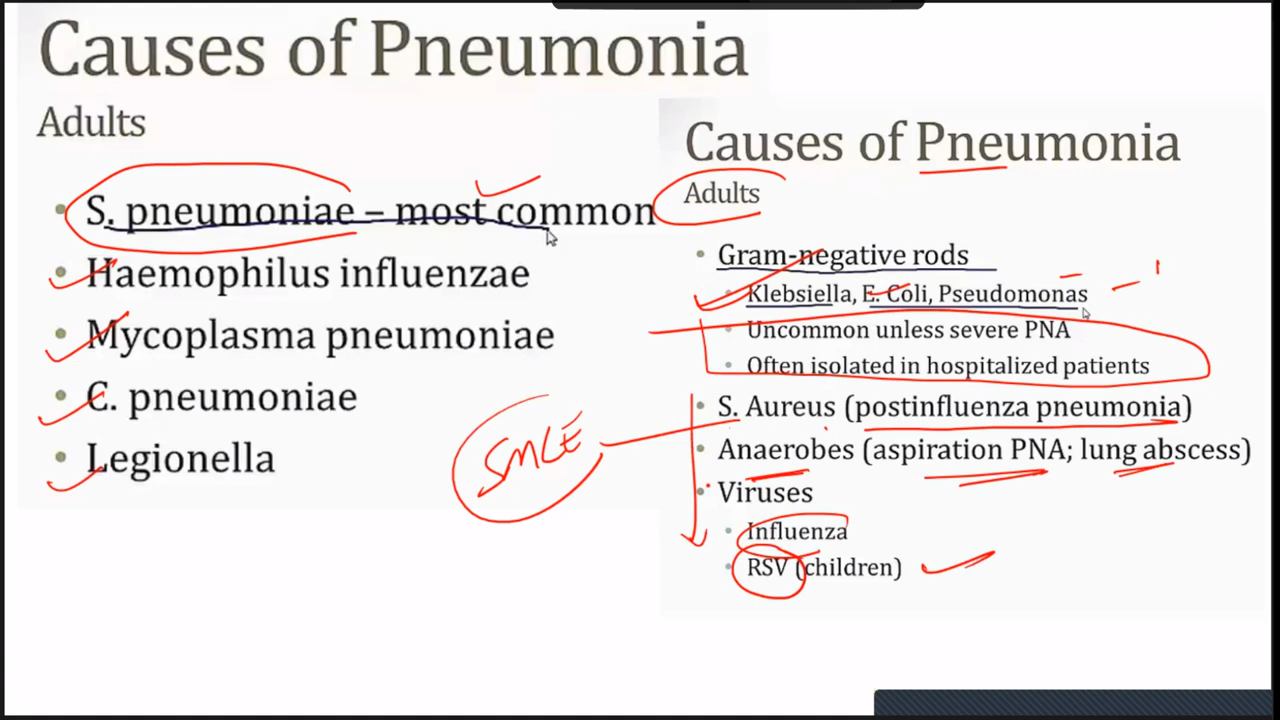 Causes of Pneumonia
Adults
S. pneumoniae – most common
Haemophilus influenzae
Mycoplasma pneumoniae
C. pneumoniae
Legionella
SMLE
Causes of Pneumonia
Adults
Gram-negative rods
Klebsiella, E. Coli, Pseudomonas
Uncommon unless severe PNA
Often isolated in hospitalized patients
S. Aureus (postinfluenza pneumonia)
Anaerobes (aspiration PNA; lung abscess)
Viruses
Influenza
RSV (children)